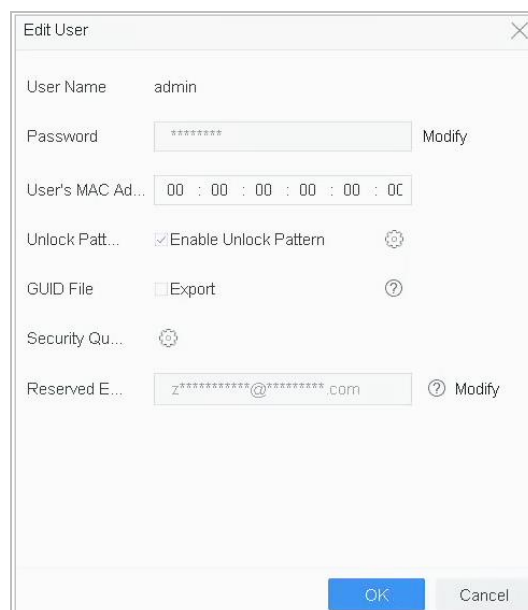 Edit User
User Name admin
Password ******** Modify
User's MAC Ad... 00 : 00 : 00 : 00 : 00 : 00
Unlock Patt... Enable Unlock Pattern
GUID File Export ?
Security Qu...
Reserved E... z***********@*********.com ? Modify
OK Cancel